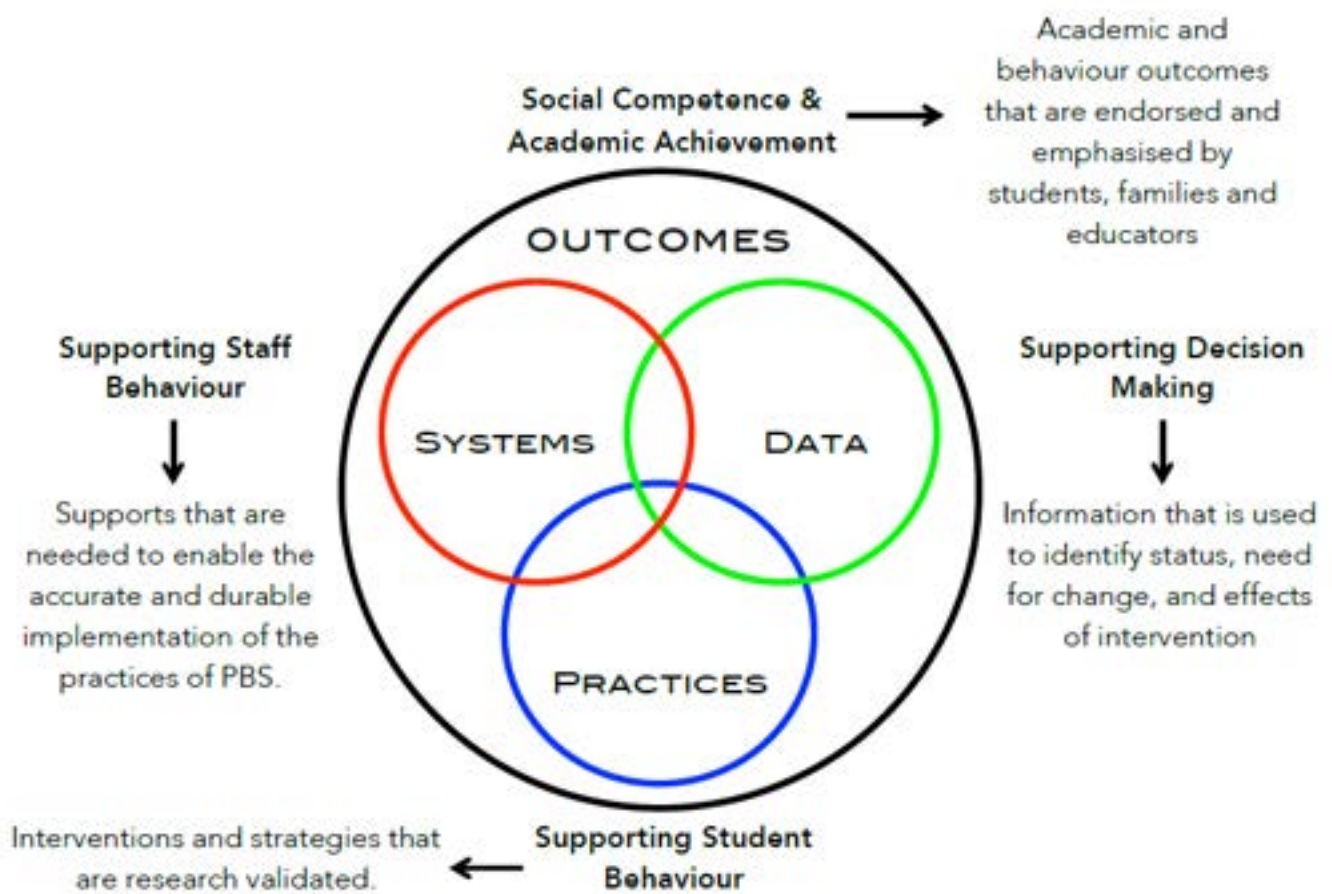 Academic and
behaviour outcomes
that are endorsed and
emphasised by
students, families and
educators
Social Competence &
Academic Achievement
OUTCOMES
Supporting Staff
Behaviour
Supports that are
needed to enable the
accurate and durable
implementation of the
practices of PBS.
SYSTEMS
DATA
Supporting Decision
Making
Information that is used
to identify status, need
for change, and effects
of intervention
PRACTICES
Supporting Student
Behaviour
Interventions and strategies that
are research validated.